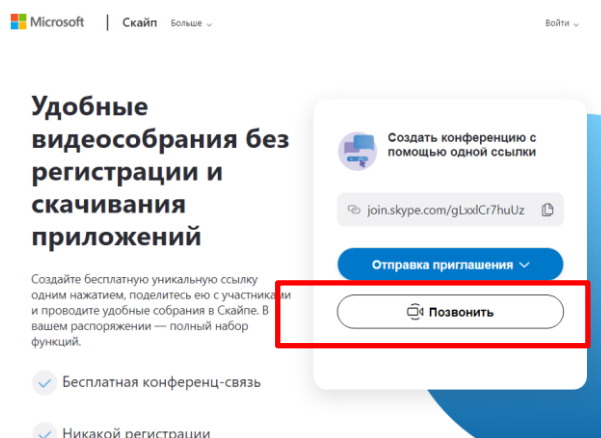 Microsoft
Скайп
Больше
Войти
Удобные
видеособрания без
регистрации и
скачивания
приложений
Создайте бесплатную уникальную ссылку
одним нажатием, поделитесь ею с участниками
и проводите удобные собрания в Скайпе. В
вашем распоряжении — полный набор
функций.
Бесплатная конференц-связь
Никакой регистрации
Создать конференцию с
помощью одной ссылки
join.skype.com/gLxxlCr7huUz
Отправка приглашения
Позвонить